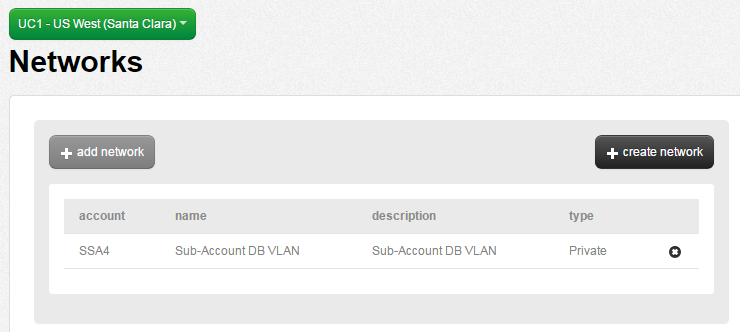 UC1 - US West (Santa Clara)
Networks
add network
create network
account name description type
SSA4 Sub-Account DB VLAN Sub-Account DB VLAN Private